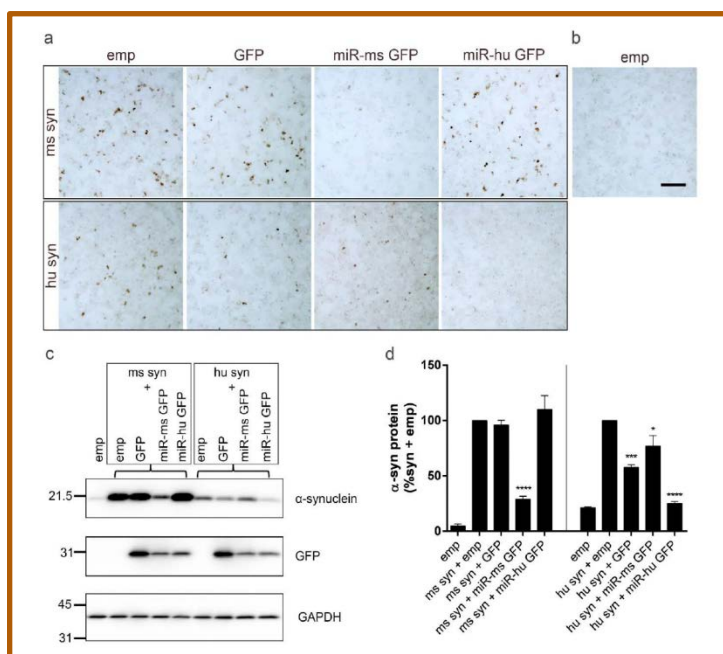 a
emp GFP miR-ms GFP miR-hu GFP
ms syn
hu syn
b
emp
c
ms syn
+
hu syn
+
emp
emp
GFP
miR-ms GFP
miR-hu GFP
emp
GFP
miR-ms GFP
miR-hu GFP
21.5
α-synuclein
31
GFP
45
GAPDH
31
d
α-syn protein
(%syn + emp)
150
100
50
0
****
***
*
****
emp
ms syn + emp
ms syn + GFP
ms syn + miR-ms GFP
ms syn + miR-hu GFP
emp
hu syn + emp
hu syn + GFP
hu syn + miR-ms GFP
hu syn + miR-hu GFP